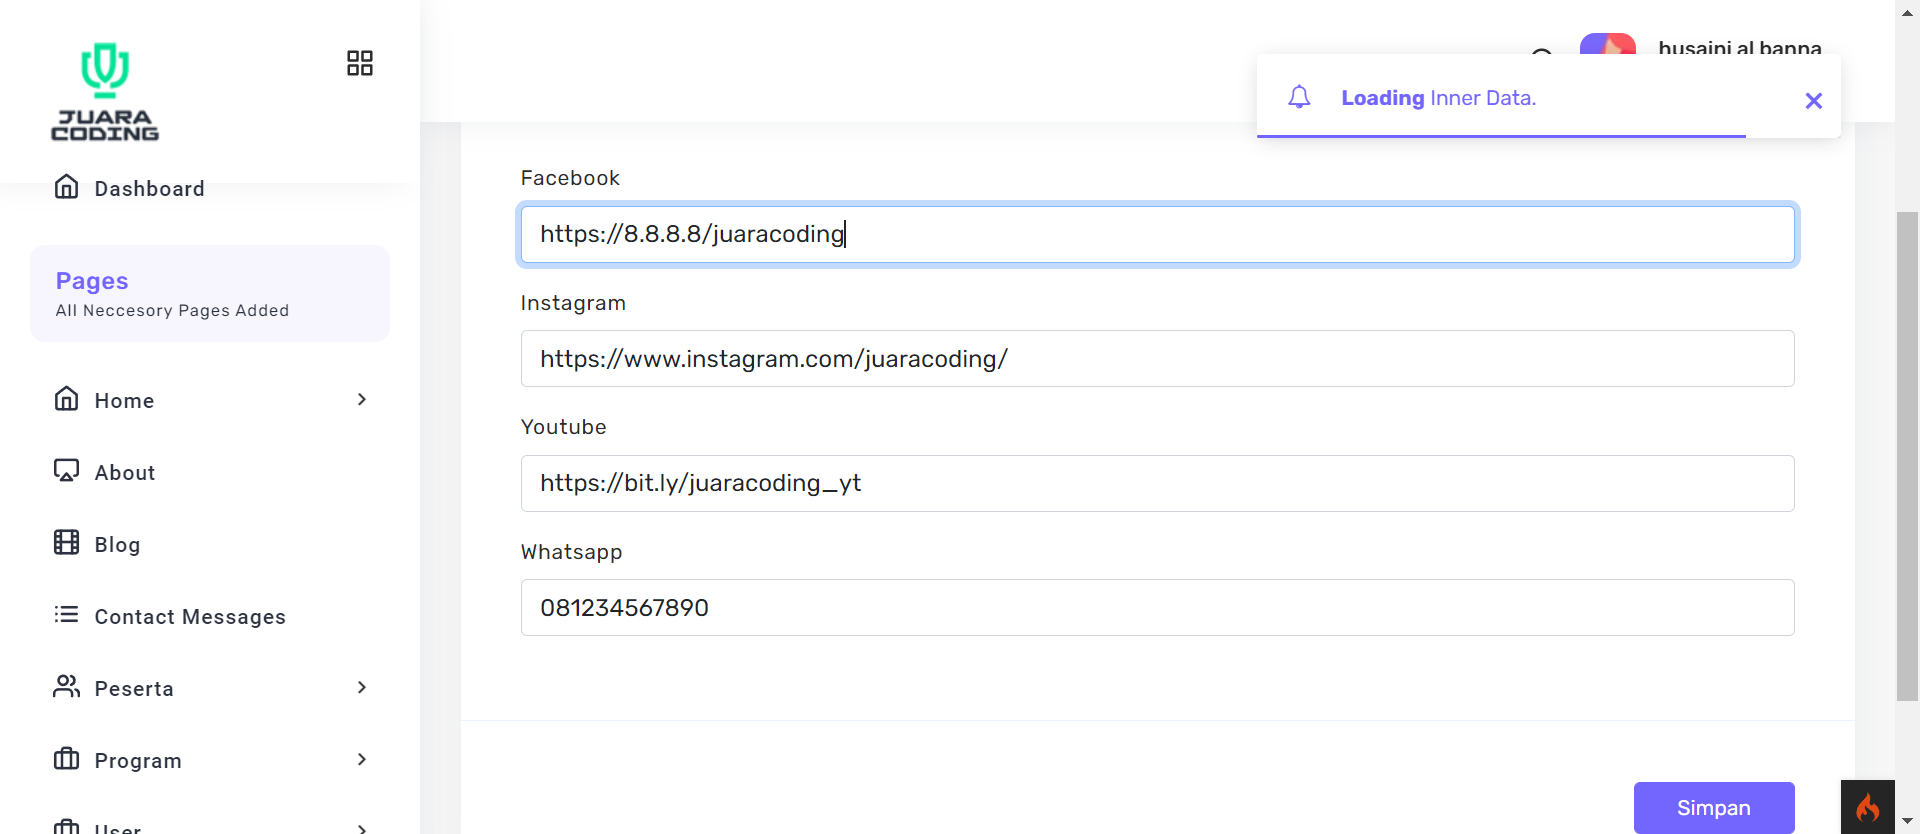 JUARA
CODING
Dashboard
Pages
All Neccesory Pages Added
Home
About
Blog
Contact Messages
Peserta
Program
User
husaini al banna
Loading Inner Data.
Facebook
https://8.8.8.8/juaracoding
Instagram
https://www.instagram.com/juaracoding/
Youtube
https://bit.ly/juaracoding_yt
Whatsapp
081234567890
Simpan